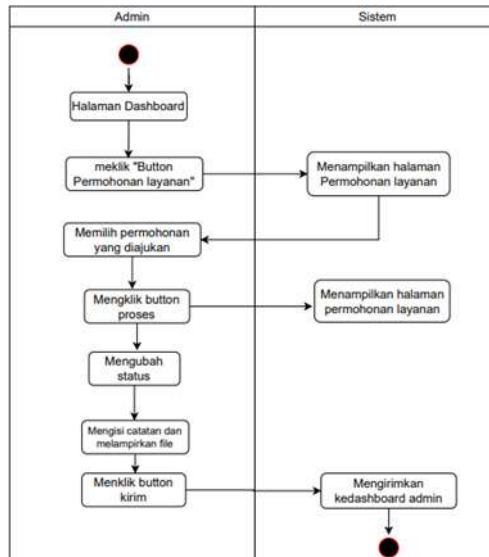 Admin
Sistem
Halaman Dashboard
meklik "Button
Permohonan layanan"
Menampilkan halaman
Permohonan layanan
Memilih permohonan
yang diajukan
Mengklik button
proses
Menampilkan halaman
permohonan layanan
Mengubah
status
Mengisi catatan dan
melampirkan file
Menklik button
kirim
Mengirimkan
kedashboard admin